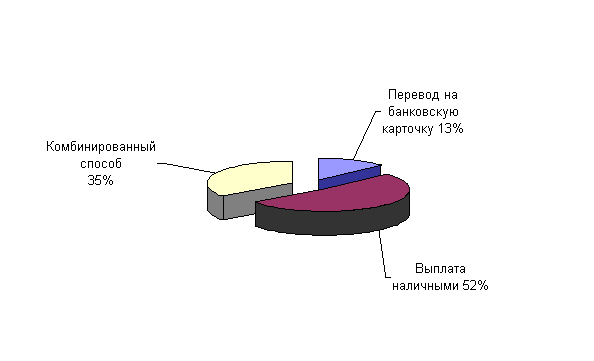 Перевод на
банковскую
карточку 13%
Комбинированный
способ
35%
Выплата
наличными 52%